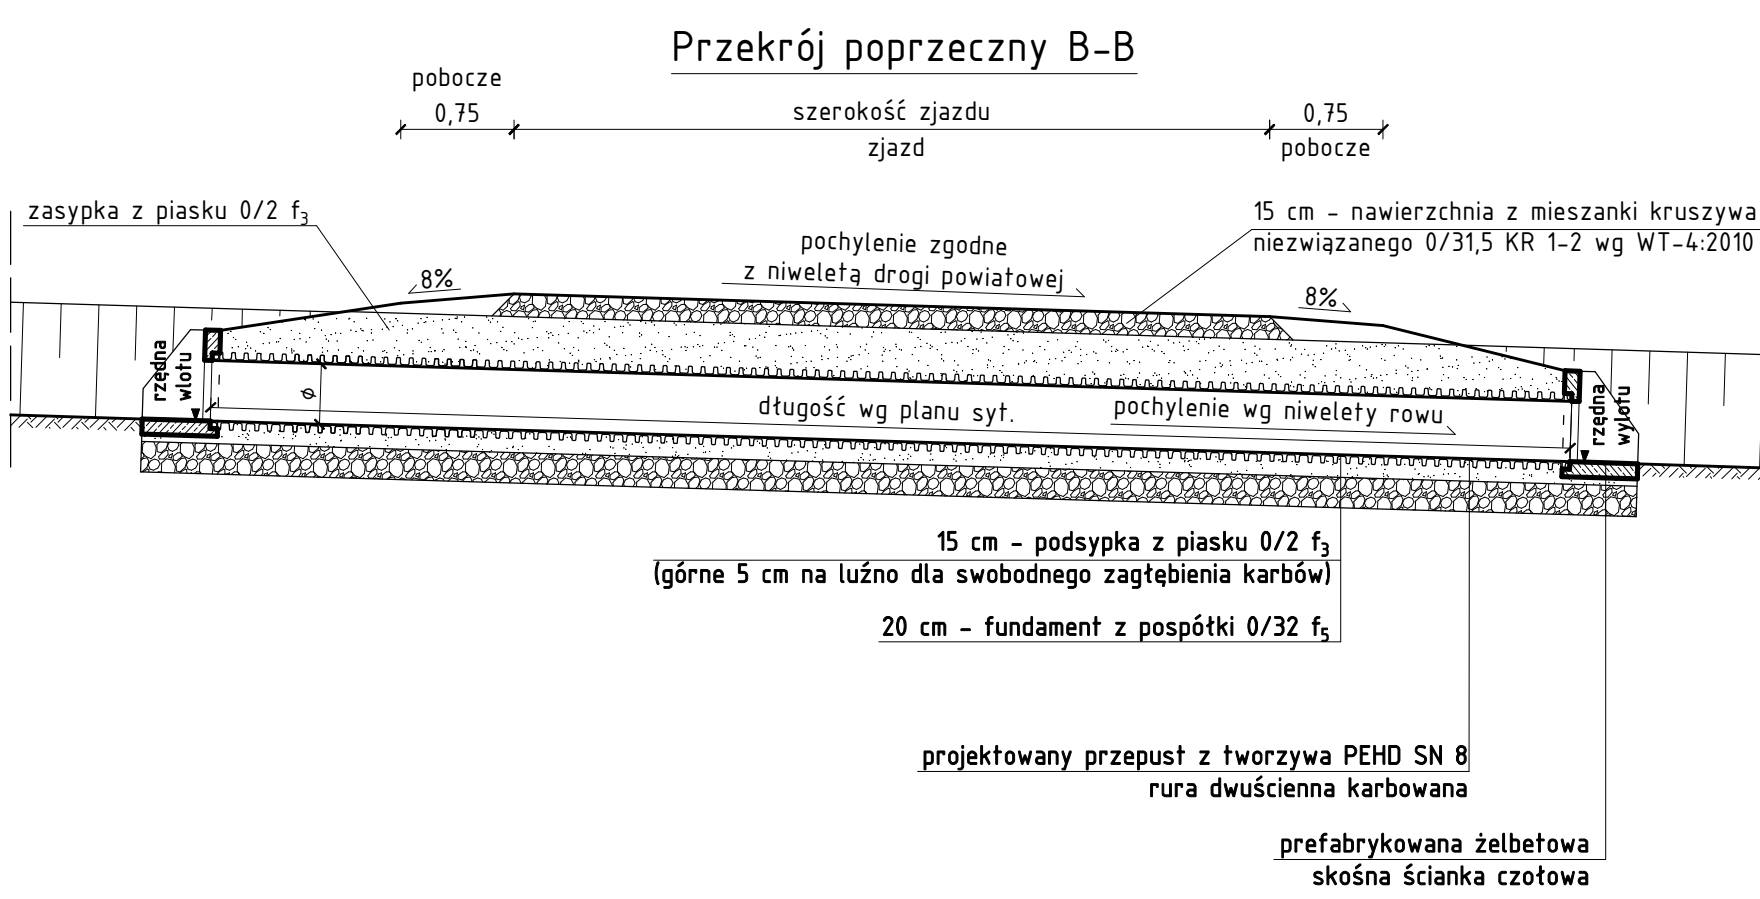 Przekrój poprzeczny B-B
pobocze
0,75
szerokość zjazdu
0,75
zjazd
pobocze
zasypka z piasku 0/2 f3
15 cm - nawierzchnia z mieszanki kruszywa
niezwiązanego 0/31,5 KR 1-2 wg WT-4:2010
pochylenie zgodne
z niweletą drogi powiatowej
8%
8%
rzędna
wlotu
φ
długość wg planu syt.
pochylenie wg niwelety rowu
rzędna
wylotu
15 cm - podsypka z piasku 0/2 f3
(górne 5 cm na luźno dla swobodnego zagłębienia karbów)
20 cm - fundament z pospółki 0/32 f5
projektowany przepust z tworzywa PEHD SN 8
rura dwuścienna karbowana
prefabrykowana żelbetowa
skośna ścianka czołowa